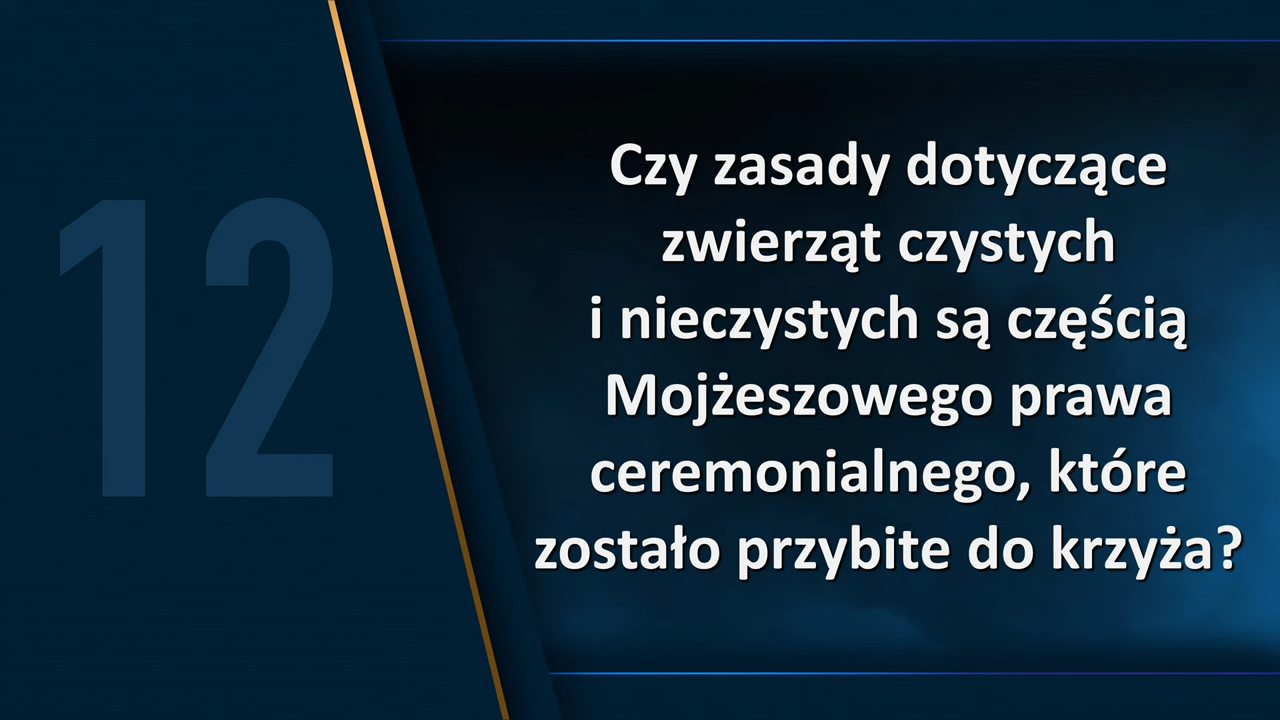 12
Czy zasady dotyczące
zwierząt czystych
i nieczystych są częścią
Mojżeszowego prawa
ceremonialnego, które
zostało przybite do krzyża?